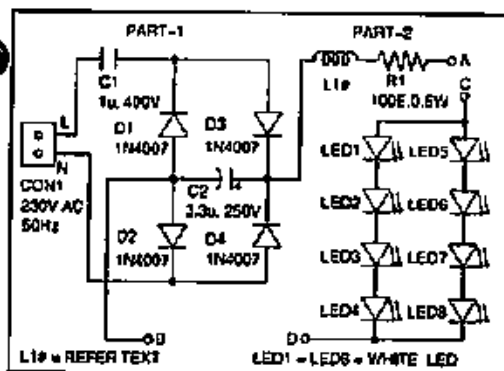 PART-1
PART-2
L
C1
1u, 400V
L1#
R1
100E,0.5W
A
C
D1
1N4007
D3
1N4007
N
CON1
230V AC
50Hz
C2
3.3u, 250V
D2
1N4007
D4
1N4007
LED1
LED5
LED2
LED6
LED3
LED7
LED4
LED8
B
D
L1# = REFER TEXT
LED1 - LED8 = WHITE LED